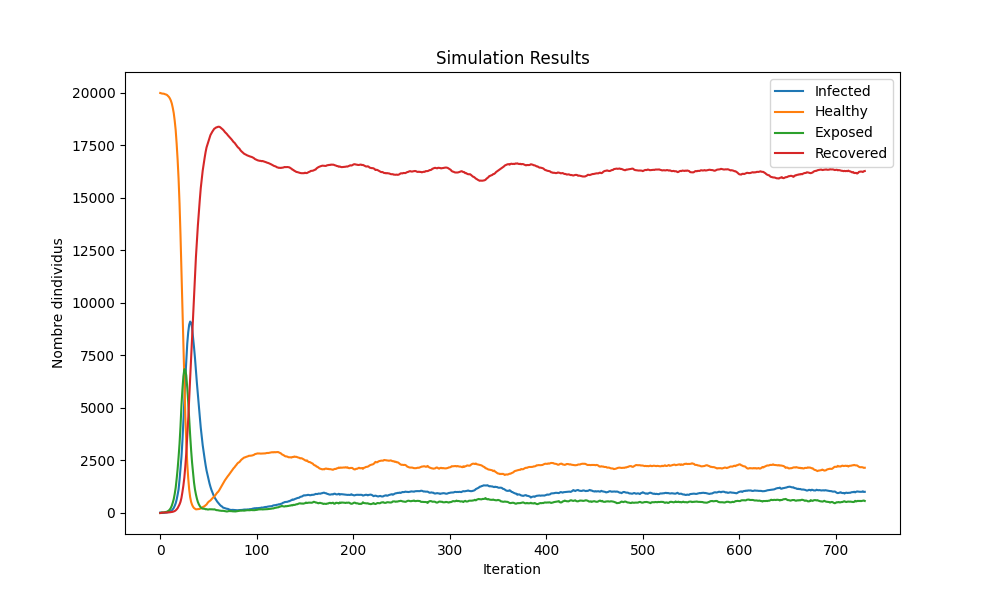 Simulation Results
Infected
Healthy
Exposed
Recovered
20000
17500
15000
12500
10000
7500
5000
2500
0
Nombre dindividus
0 100 200 300 400 500 600 700
Iteration